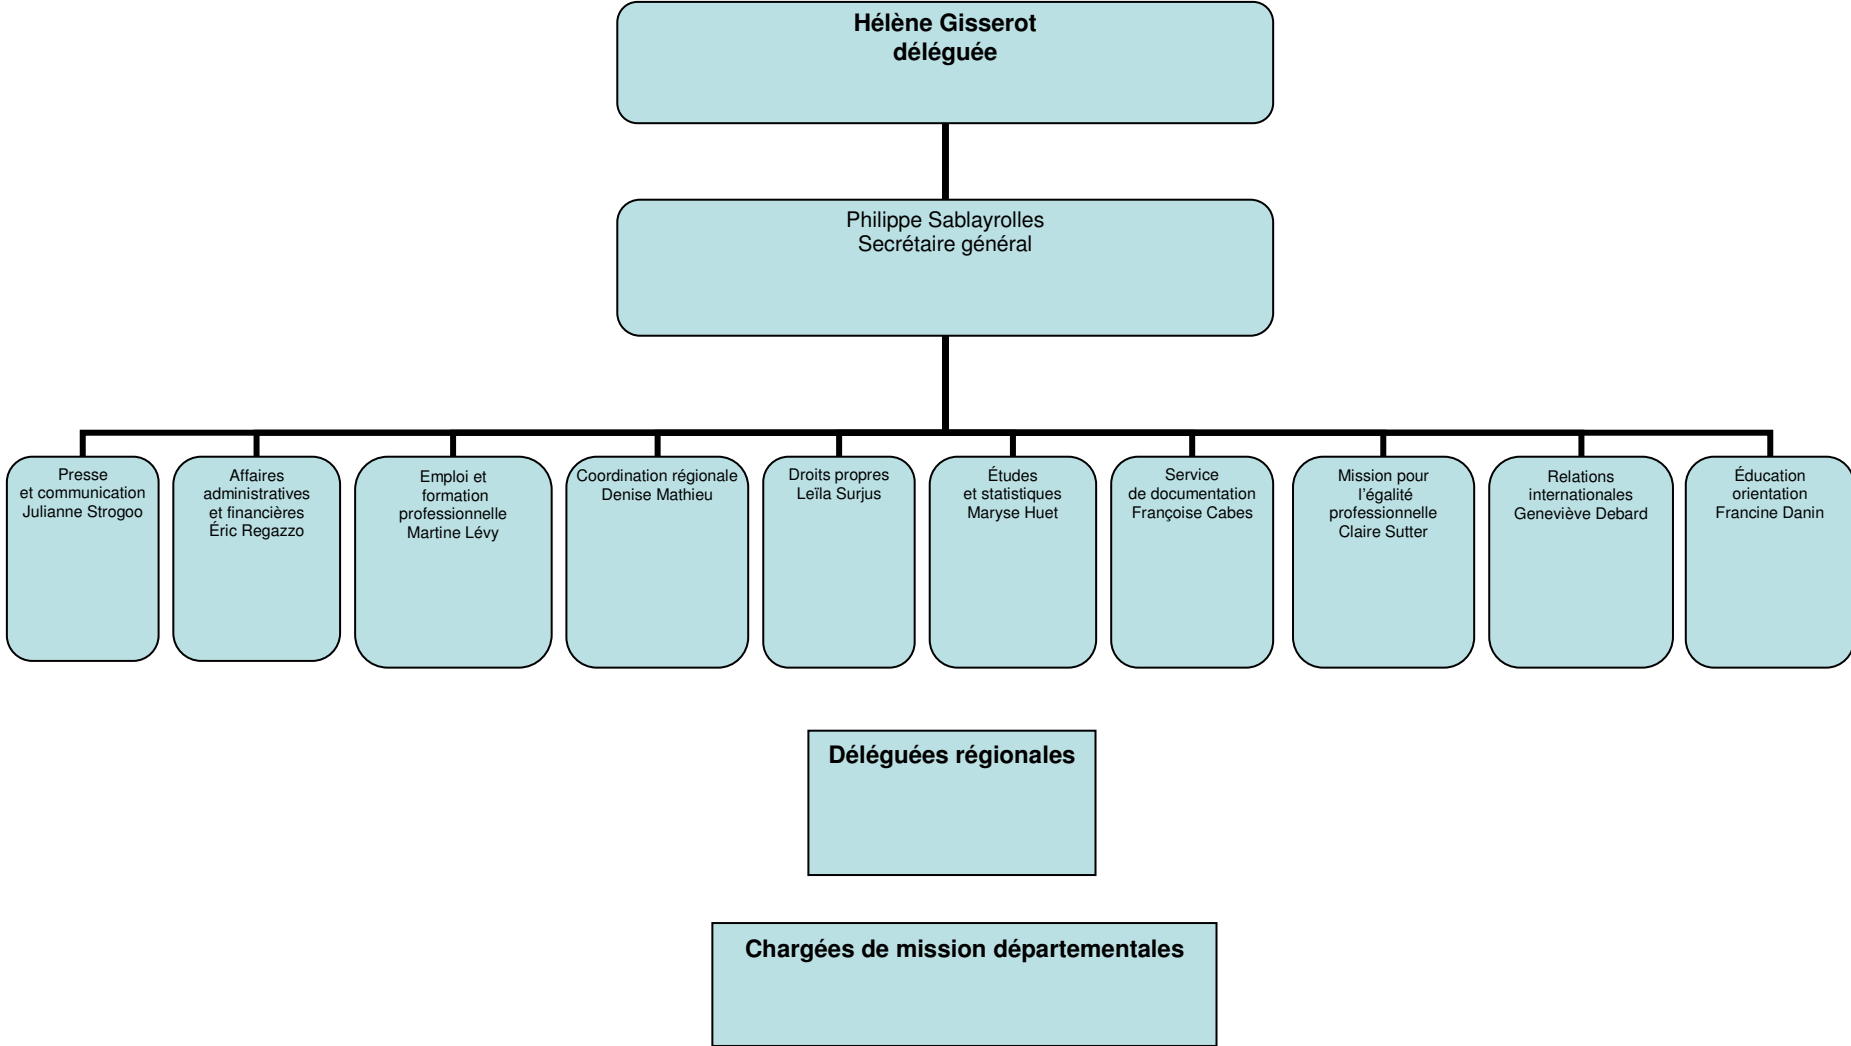 Hélène Gisserot
déléguée
Philippe Sablayrolles
Secrétaire général
Presse
et communication
Julianne Strogoo
Affaires
administratives
et financières
Éric Regazzo
Emploi et
formation
professionnelle
Martine Lévy
Coordination régionale
Denise Mathieu
Droits propres
Leïla Surjus
Études
et statistiques
Maryse Huet
Service
de documentation
Françoise Cabes
Mission pour
l'égalité
professionnelle
Claire Sutter
Relations
internationales
Geneviève Debard
Éducation
orientation
Francine Danin
Déléguées régionales
Chargées de mission départementales